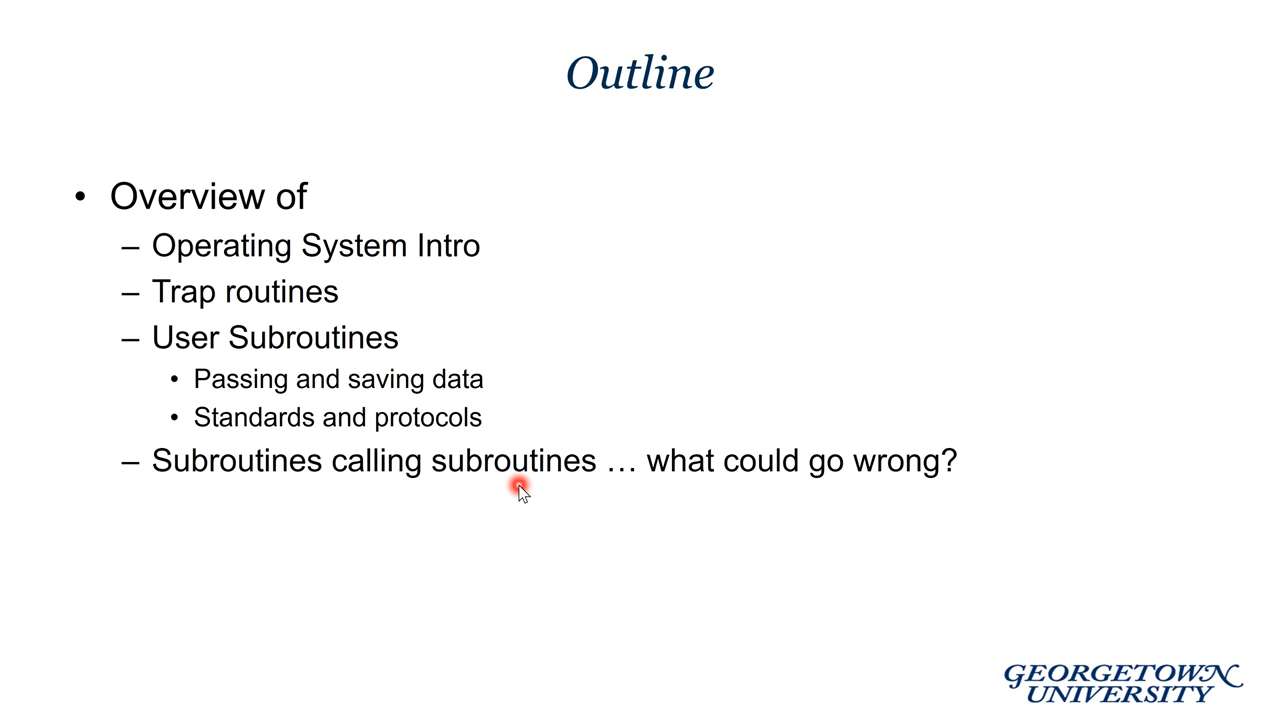 Outline
• Overview of
– Operating System Intro
– Trap routines
– User Subroutines
• Passing and saving data
• Standards and protocols
– Subroutines calling subroutines … what could go wrong?
GEORGETOWN
UNIVERSITY